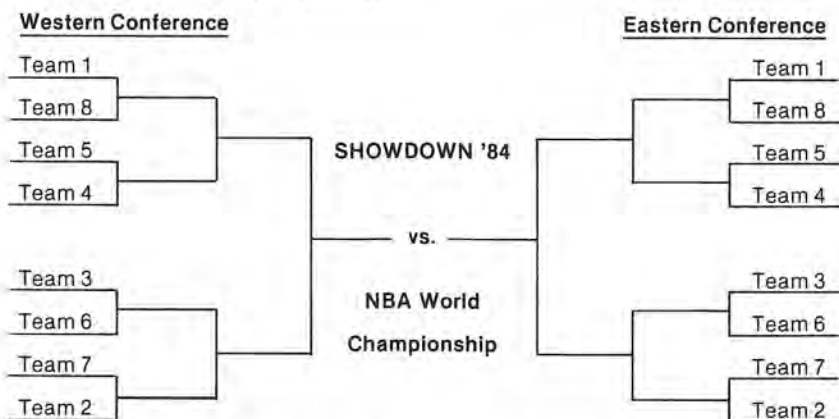 Western Conference
Team 1
Team 8
Team 5
Team 4
Team 3
Team 6
Team 7
Team 2
SHOWDOWN '84
vs.
NBA World
Championship
Eastern Conference
Team 1
Team 8
Team 5
Team 4
Team 3
Team 6
Team 7
Team 2